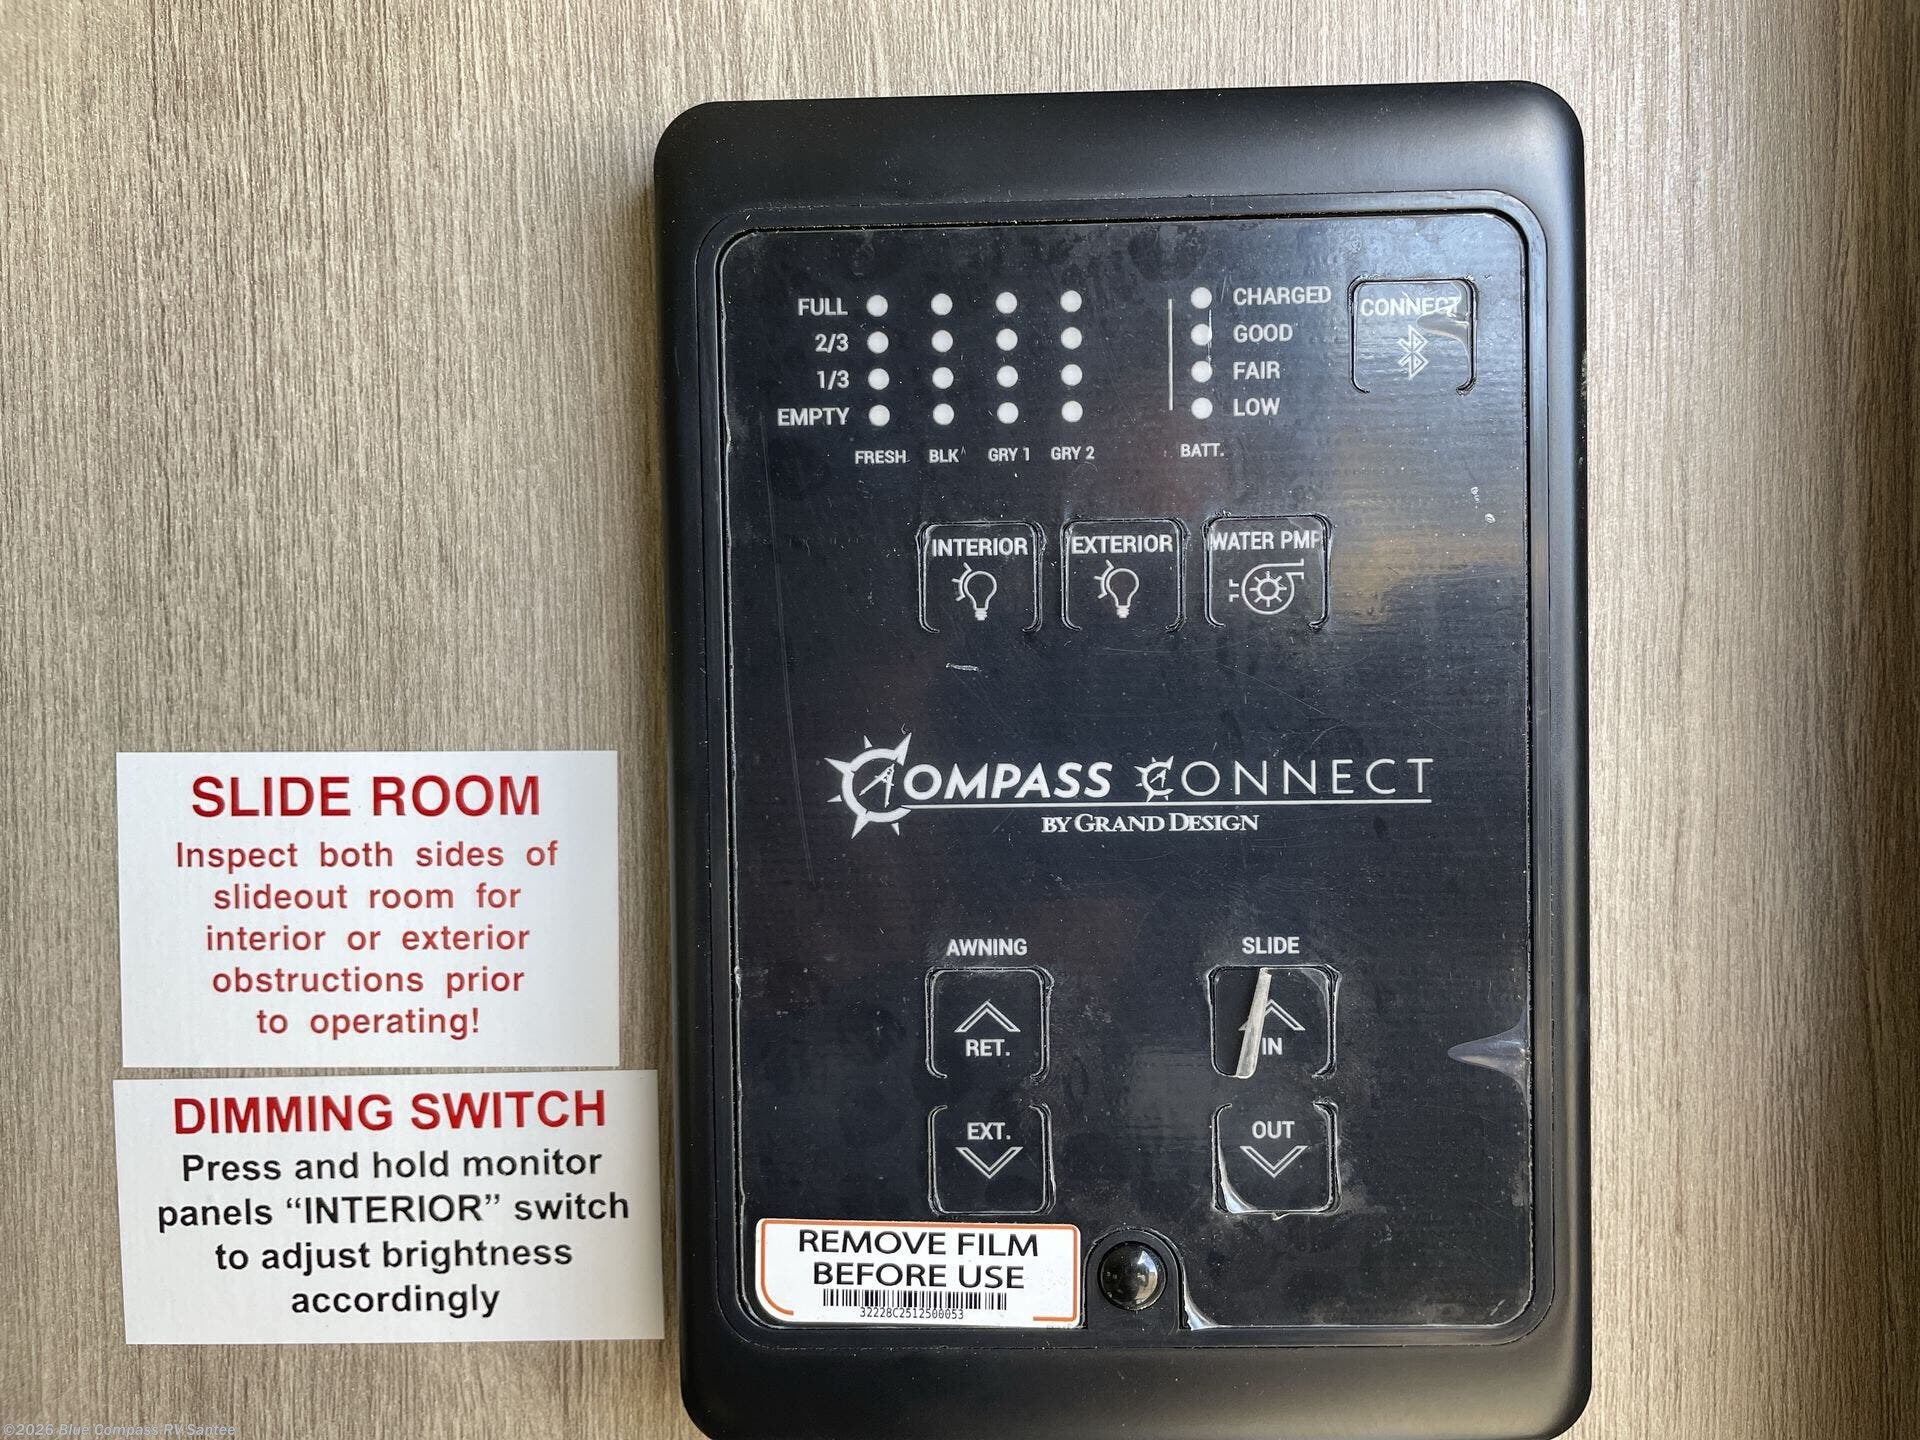 FULL
2/3
1/3
EMPTY
FRESH BLK GRY 1 GRY 2
CHARGED
GOOD
FAIR
LOW
BATT.
CONNECT
INTERIOR EXTERIOR WATER PMP
COMPASS CONNECT
BY GRAND DESIGN
AWNING SLIDE
RET. IN
EXT. OUT
REMOVE FILM
BEFORE USE
32228C2512500053
SLIDE ROOM
Inspect both sides of
slideout room for
interior or exterior
obstructions prior
to operating!
DIMMING SWITCH
Press and hold monitor
panels “INTERIOR” switch
to adjust brightness
accordingly
©2026 Blue Compass RV Santee